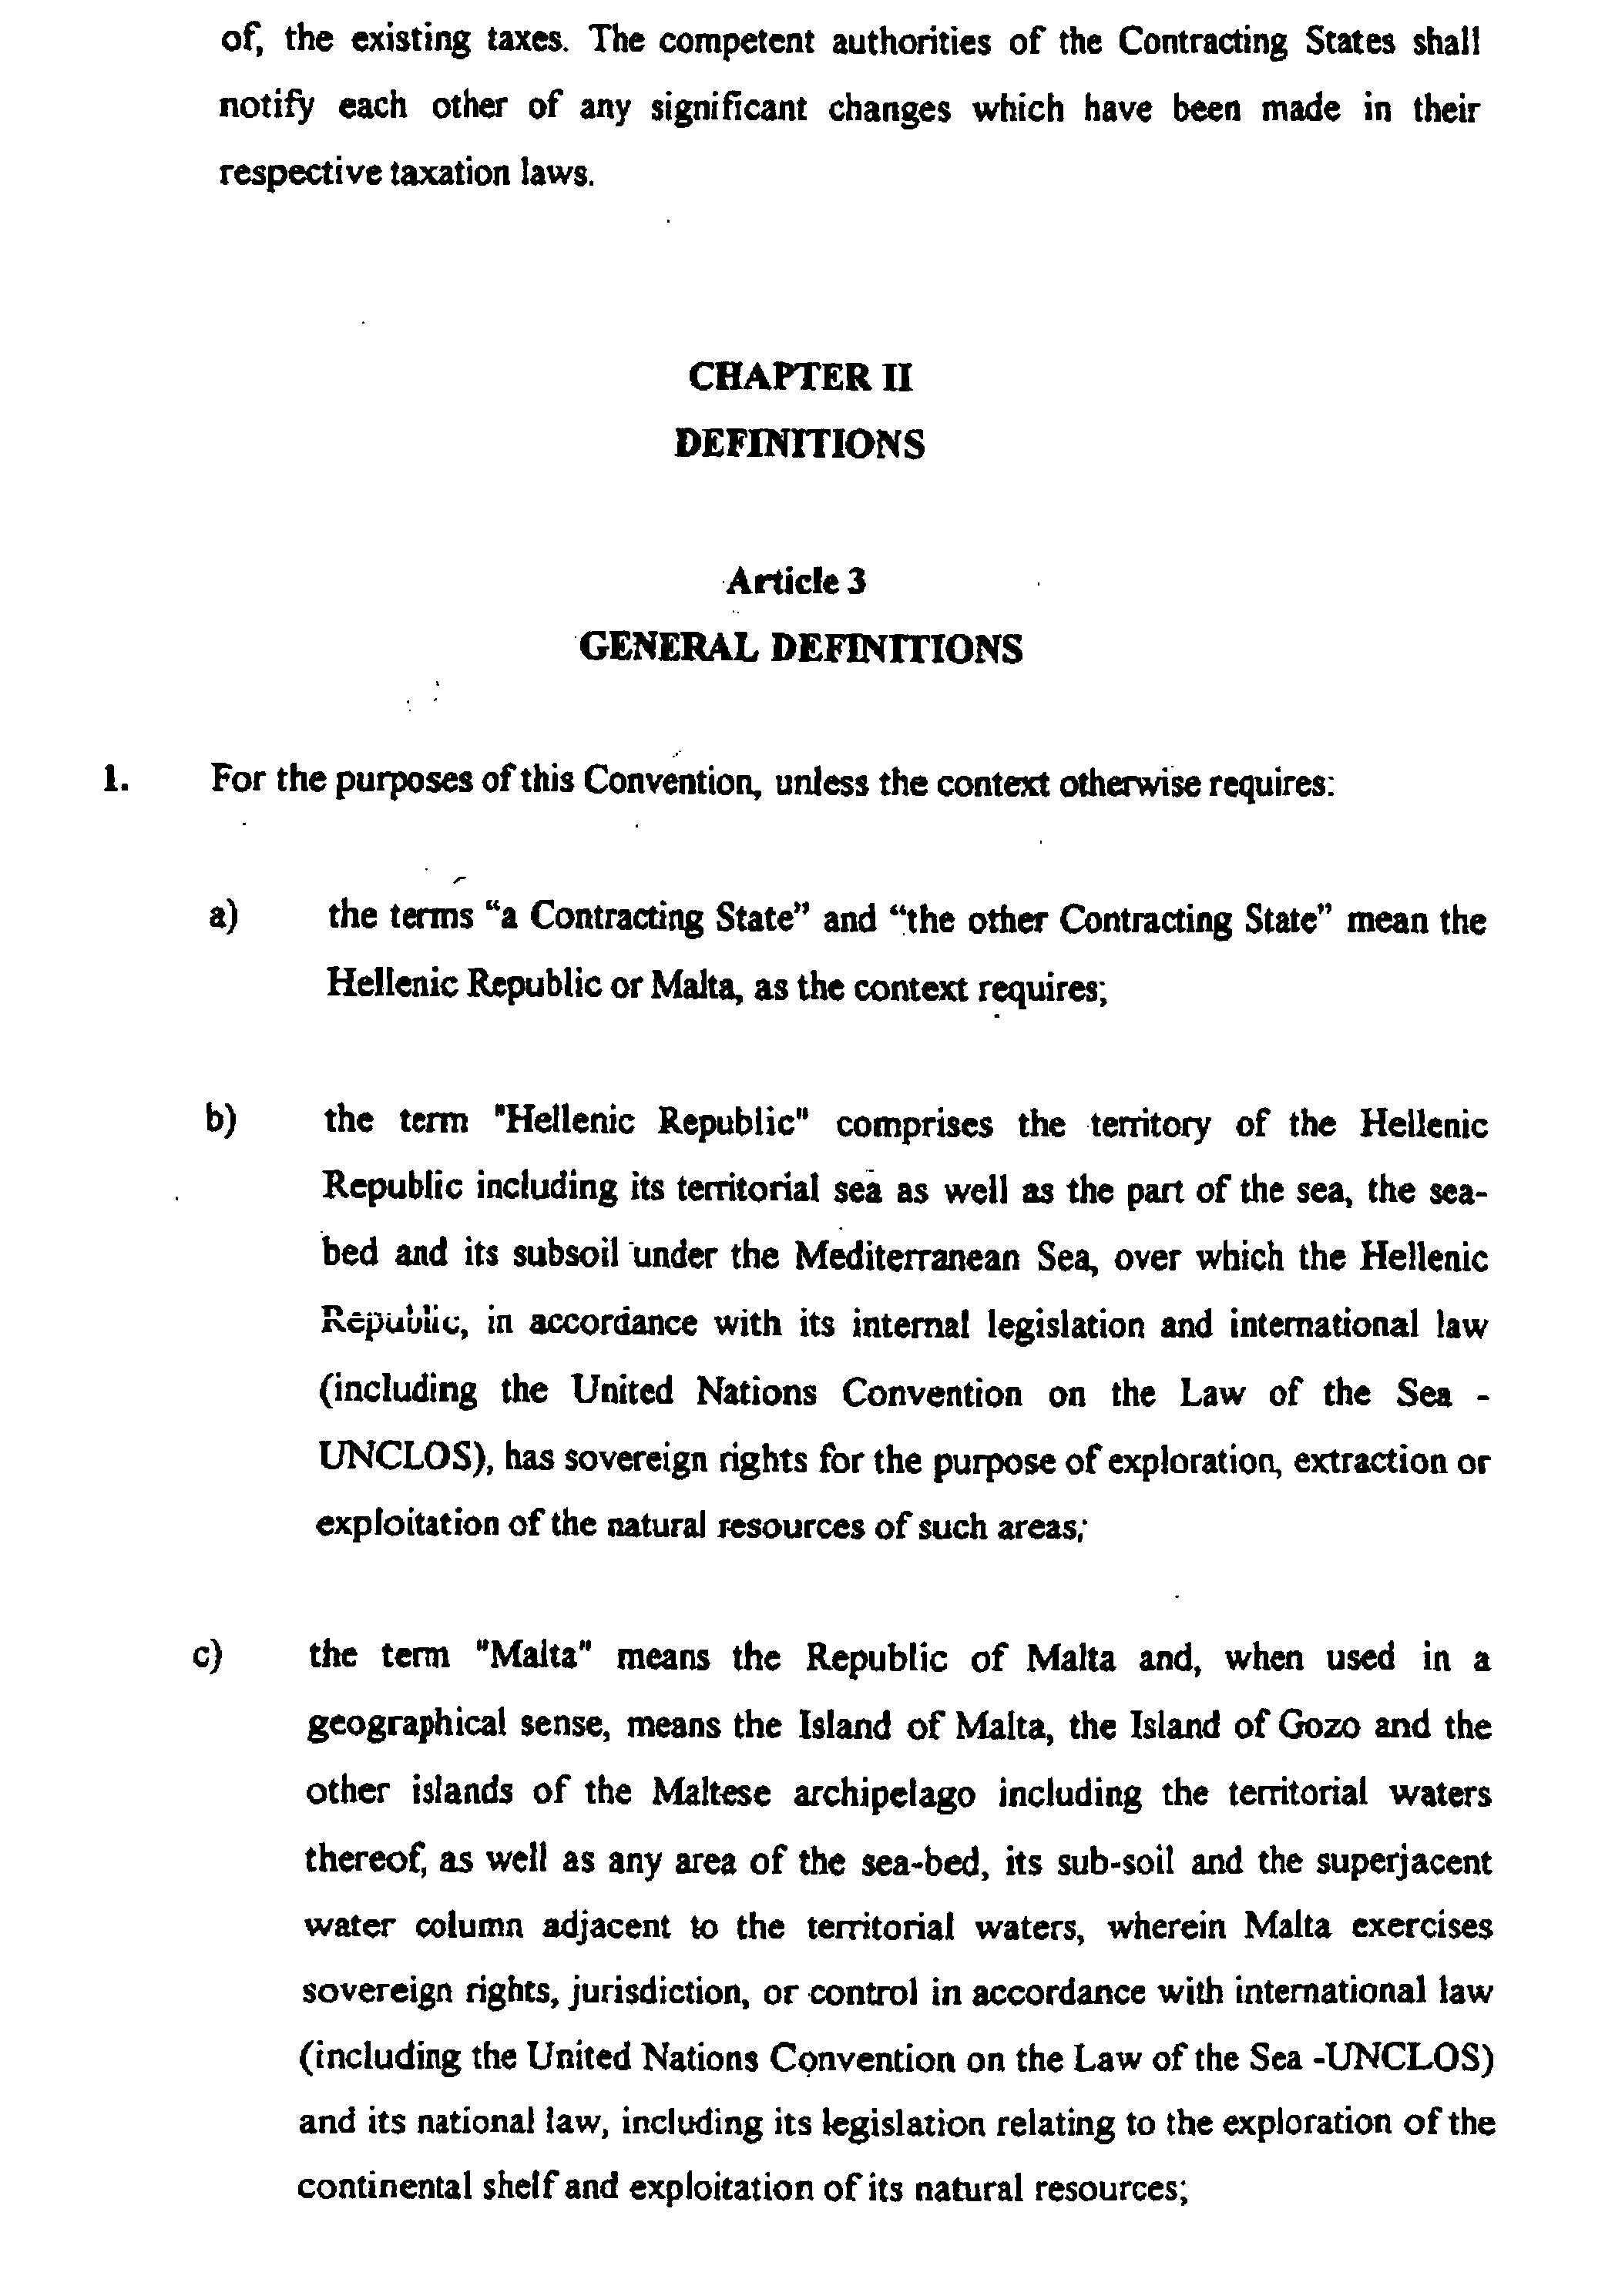 of, the existing taxes. The competent authorities of the Contracting States shall
notify each other of any significant changes which have been made in their
respective taxation laws.
CHAPTER II
DEFINITIONS
Article 3
GENERAL DEFINITIONS
1. For the purposes of this Convention, unless the context otherwise requires:
a) the terms “a Contracting State” and “the other Contracting State” mean the
Hellenic Republic or Malta, as the context requires;
b) the term "Hellenic Republic" comprises the territory of the Hellenic
Republic including its territorial sea as well as the part of the sea, the sea-
bed and its subsoil under the Mediterranean Sea, over which the Hellenic
Republic, in accordance with its internal legislation and international law
(including the United Nations Convention on the Law of the Sea -
UNCLOS), has sovereign rights for the purpose of exploration, extraction or
exploitation of the natural resources of such areas;
c) the term "Malta" means the Republic of Malta and, when used in a
geographical sense, means the Island of Malta, the Island of Gozo and the
other islands of the Maltese archipelago including the territorial waters
thereof, as well as any area of the sea-bed, its sub-soil and the superjacent
water column adjacent to the territorial waters, wherein Malta exercises
sovereign rights, jurisdiction, or control in accordance with international law
(including the United Nations Convention on the Law of the Sea -UNCLOS)
and its national law, including its legislation relating to the exploration of the
continental shelf and exploitation of its natural resources;